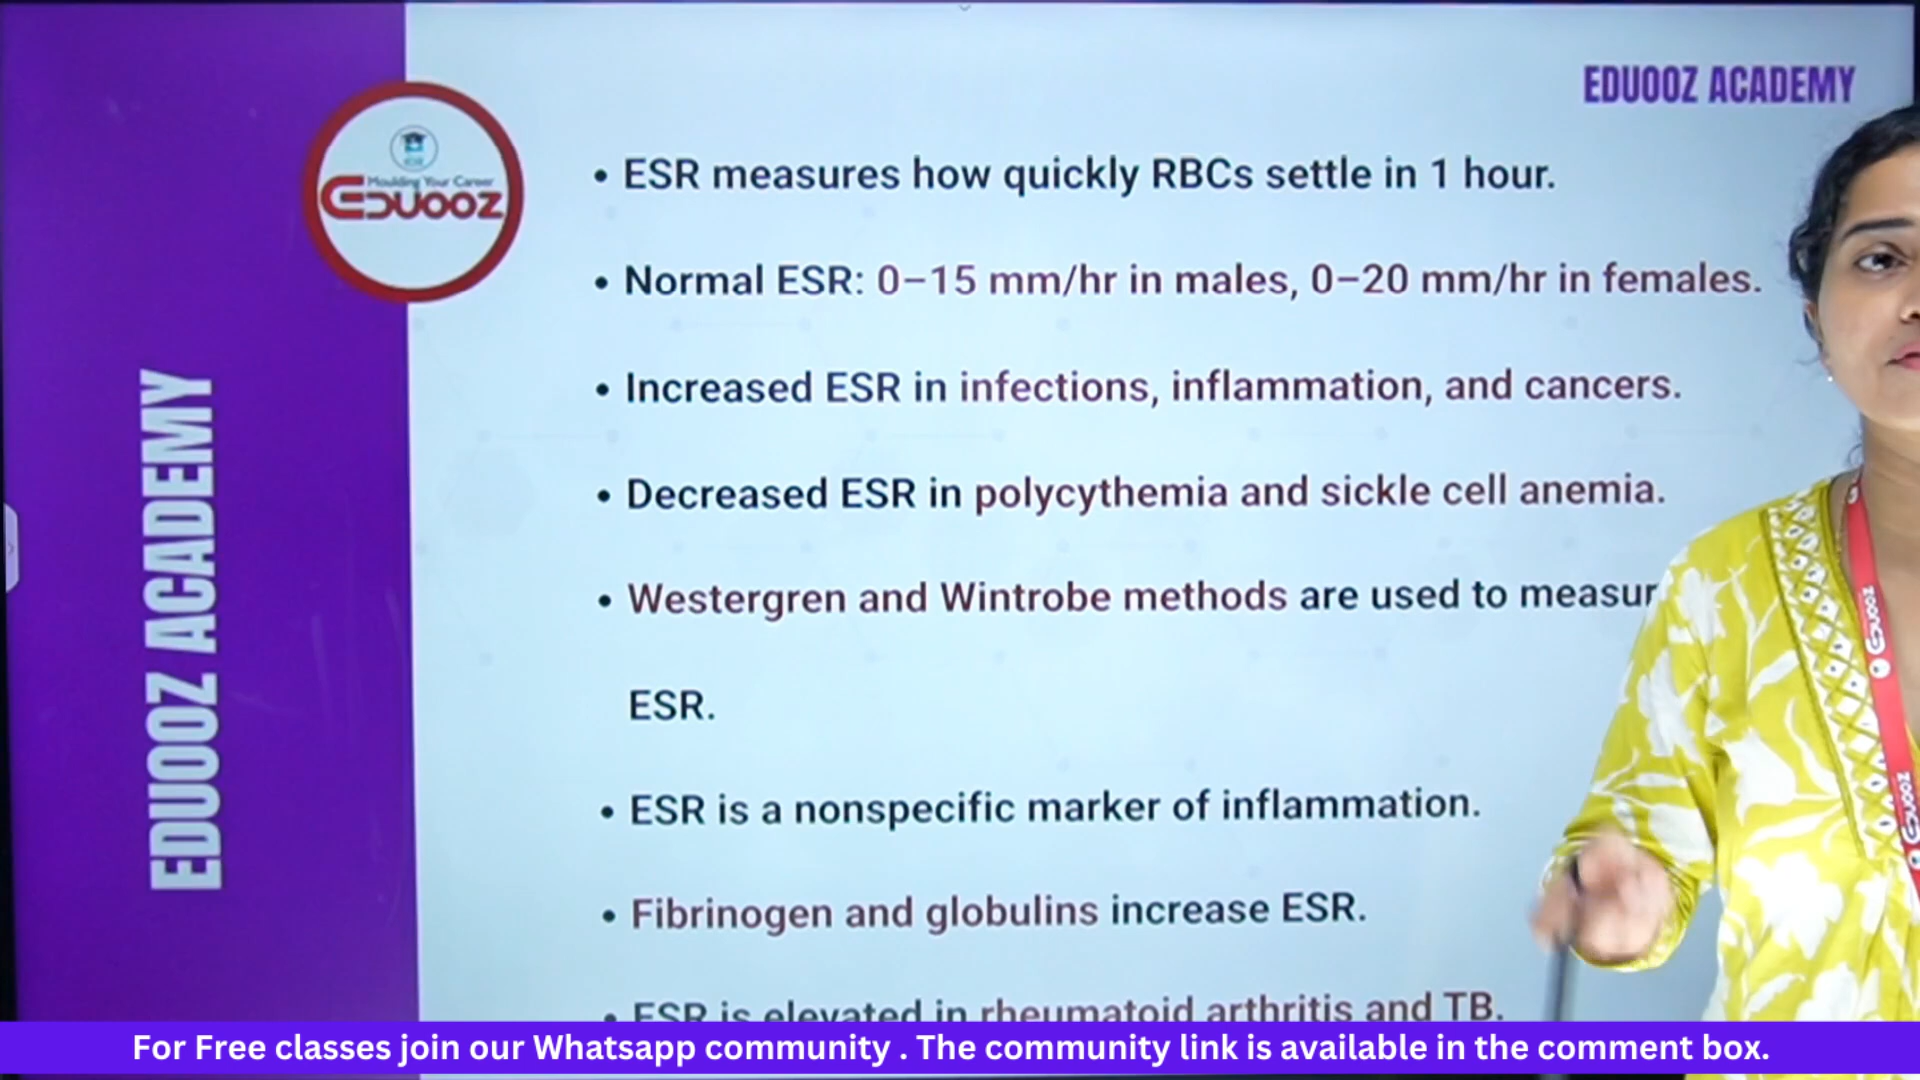 EDUOOZ ACADEMY
Moulding Your Career
EDUOOZ
EDUOOZ ACADEMY
• ESR measures how quickly RBCs settle in 1 hour.
• Normal ESR: 0–15 mm/hr in males, 0–20 mm/hr in females.
• Increased ESR in infections, inflammation, and cancers.
• Decreased ESR in polycythemia and sickle cell anemia.
• Westergren and Wintrobe methods are used to measur
ESR.
• ESR is a nonspecific marker of inflammation.
• Fibrinogen and globulins increase ESR.
• ESR is elevated in rheumatoid arthritis and TB.
EDUOOZ
EDUOOZ
For Free classes join our Whatsapp community . The community link is available in the comment box.